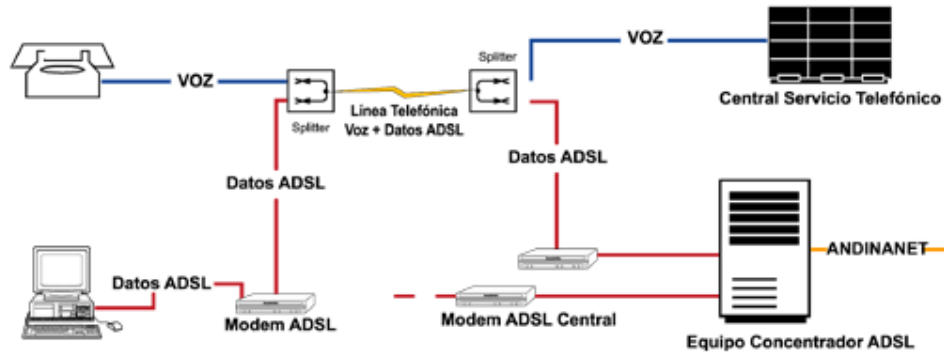 VOZ
Splitter
Línea Telefónica
Voz + Datos ADSL
Splitter
VOZ
Central Servicio Telefónico
Datos ADSL
Datos ADSL
Datos ADSL
Modem ADSL
Modem ADSL Central
ANDINANET
Equipo Concentrador ADSL